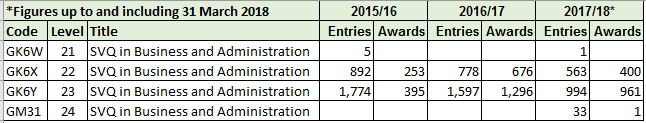 *Figures up to and including 31 March 2018 2015/16 2016/17 2017/18*
Code Level Title Entries Awards Entries Awards Entries Awards
GK6W 21 SVQ in Business and Administration 5 1
GK6X 22 SVQ in Business and Administration 892 253 778 676 563 400
GK6Y 23 SVQ in Business and Administration 1,774 395 1,597 1,296 994 961
GM31 24 SVQ in Business and Administration 33 1